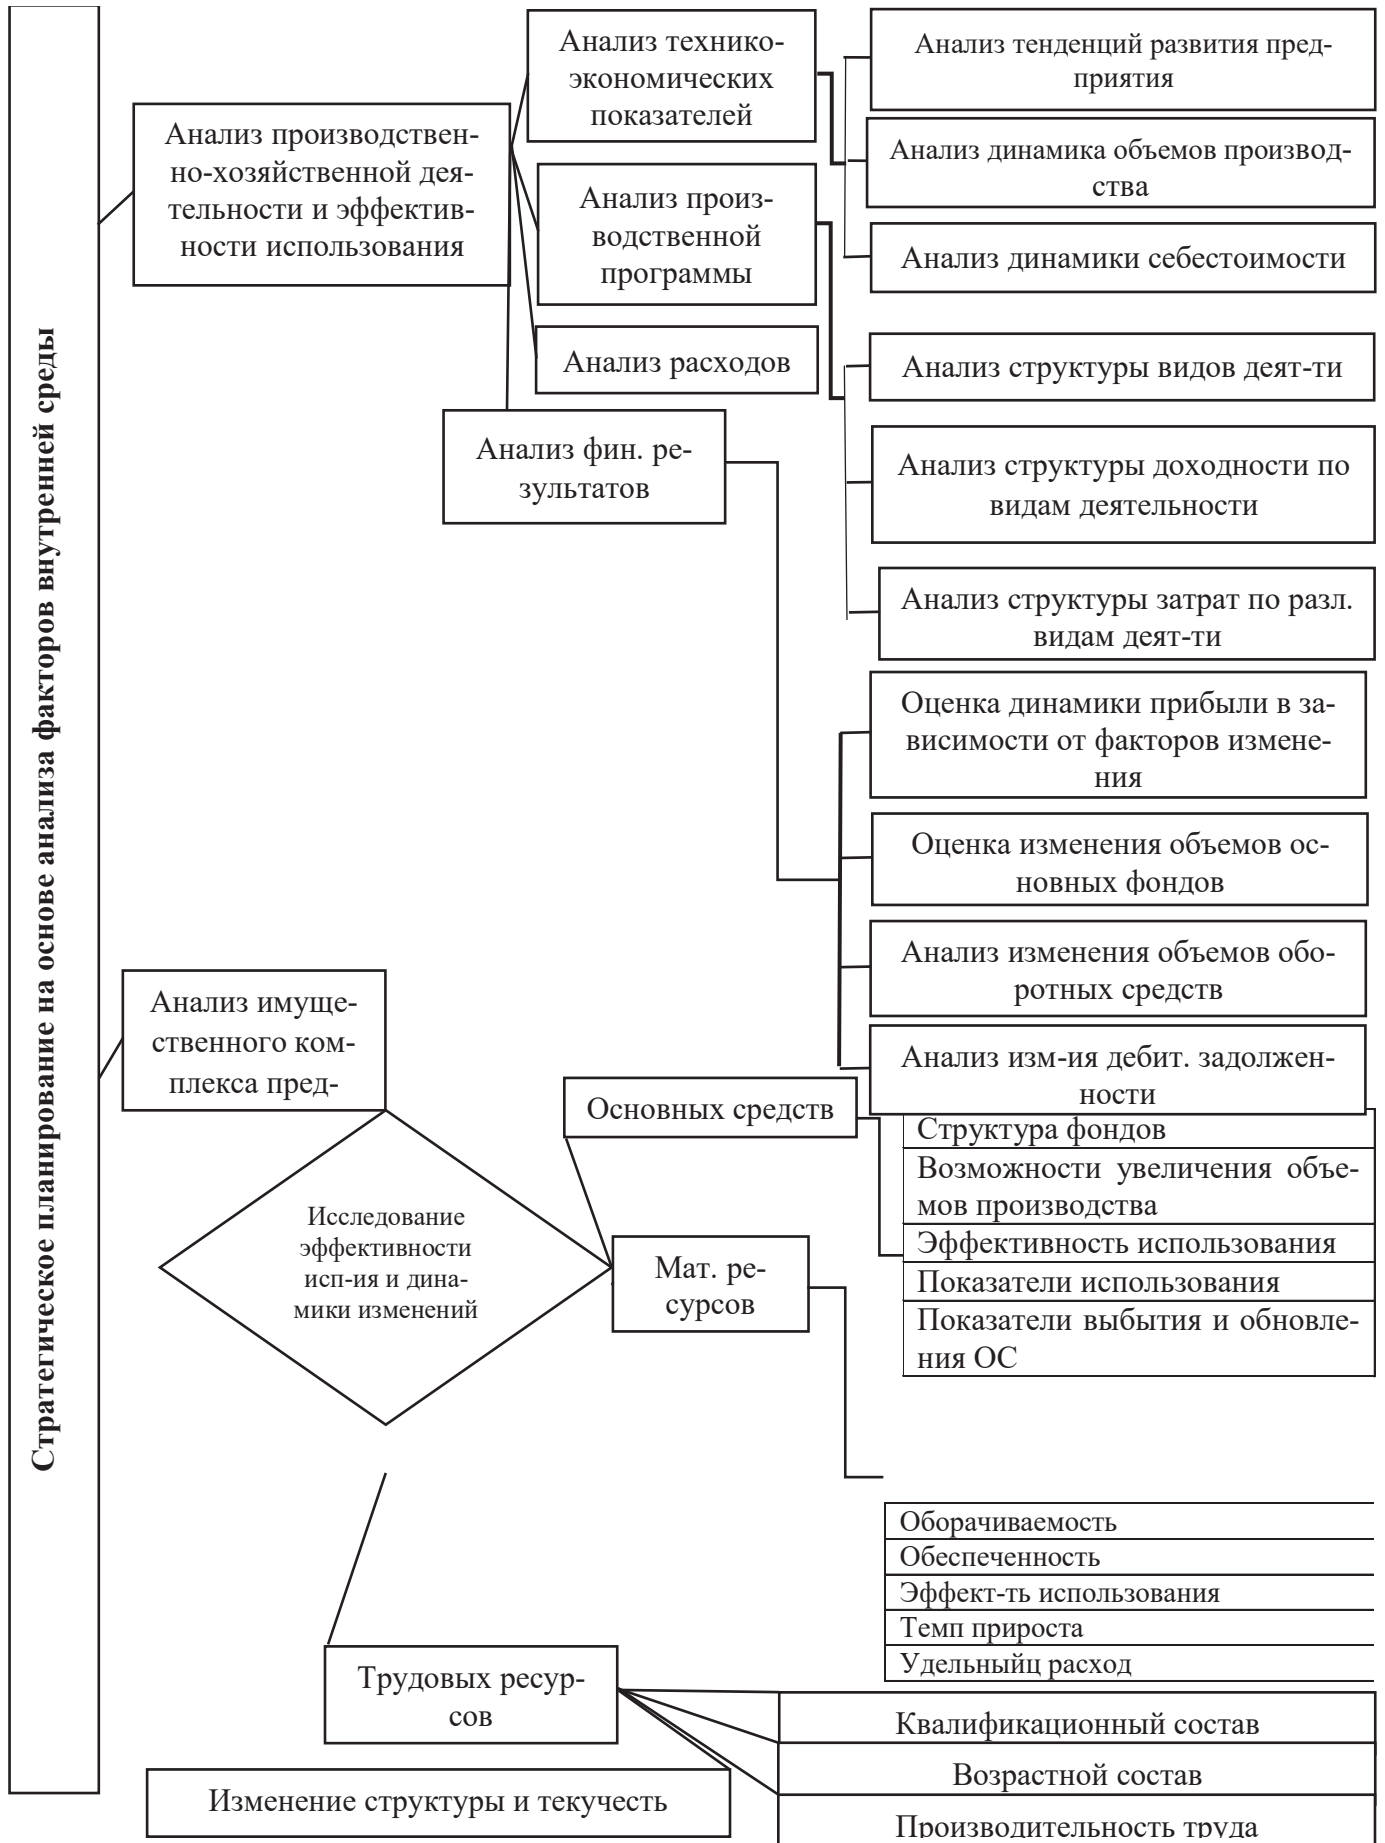 Стратегическое планирование на основе анализа факторов внутренней среды
Анализ производствен-
но-хозяйственной дея-
тельности и эффектив-
ности использования
Анализ технико-
экономических
показателей
Анализ произ-
водственной
программы
Анализ расходов
Анализ фин. ре-
зультатов
Анализ тенденций развития пред-
приятия
Анализ динамика объемов производ-
ства
Анализ динамики себестоимости
Анализ структуры видов деят-ти
Анализ структуры доходности по
видам деятельности
Анализ структуры затрат по разл.
видам деят-ти
Оценка динамики прибыли в за-
висимости от факторов измене-
ния
Оценка изменения объемов ос-
новных фондов
Анализ изменения объемов обо-
ротных средств
Анализ изм-ия дебит. задолжен-
ности
Анализ имуще-
ственного ком-
плекса пред-
Исследование
эффективности
исп-ия и дина-
мики изменений
Основных средств
Структура фондов
Возможности увеличения объе-
мов производства
Эффективность использования
Показатели использования
Показатели выбытия и обновле-
ния ОС
Мат. ре-
сурсов
Оборачиваемость
Обеспеченность
Эффект-ть использования
Темп прироста
Удельныйц расход
Трудовых ресур-
сов
Квалификационный состав
Возрастной состав
Производительность труда
Изменение структуры и текучесть